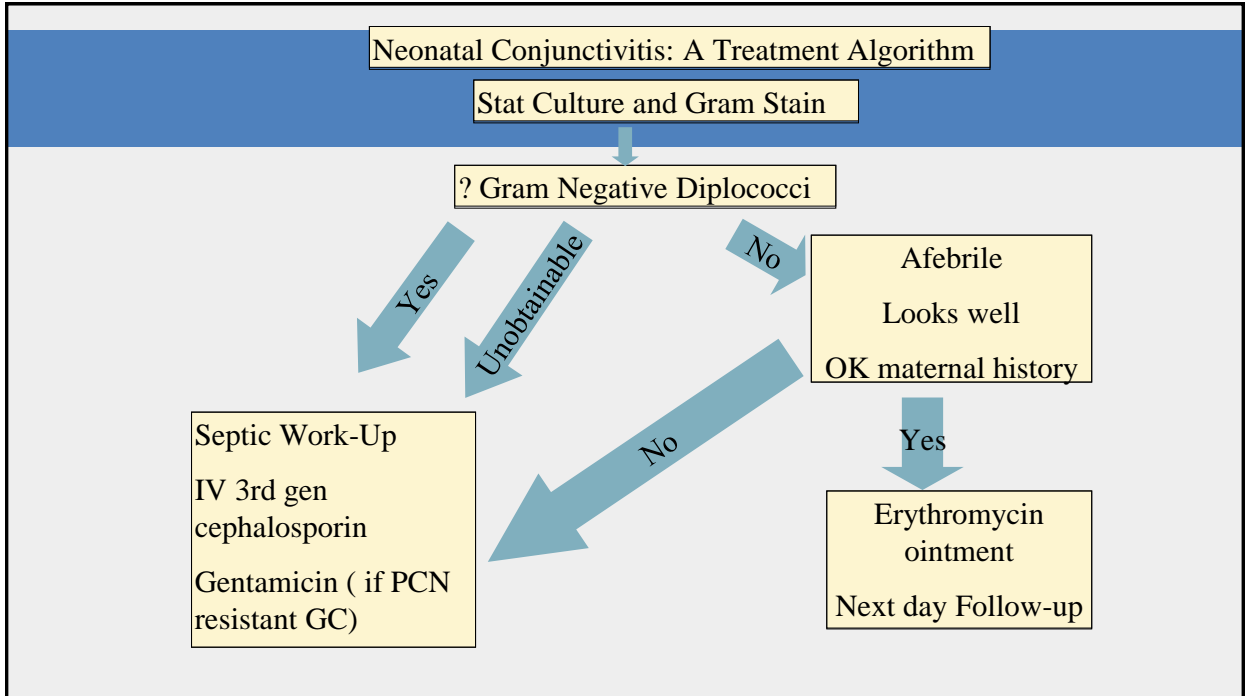 Neonatal Conjunctivitis: A Treatment Algorithm
Stat Culture and Gram Stain
? Gram Negative Diplococci
Yes
Unobtainable
No
Afebrile
Looks well
OK maternal history
No
Yes
Septic Work-Up
IV 3rd gen
cephalosporin
Gentamicin ( if PCN
resistant GC)
Erythromycin
ointment
Next day Follow-up